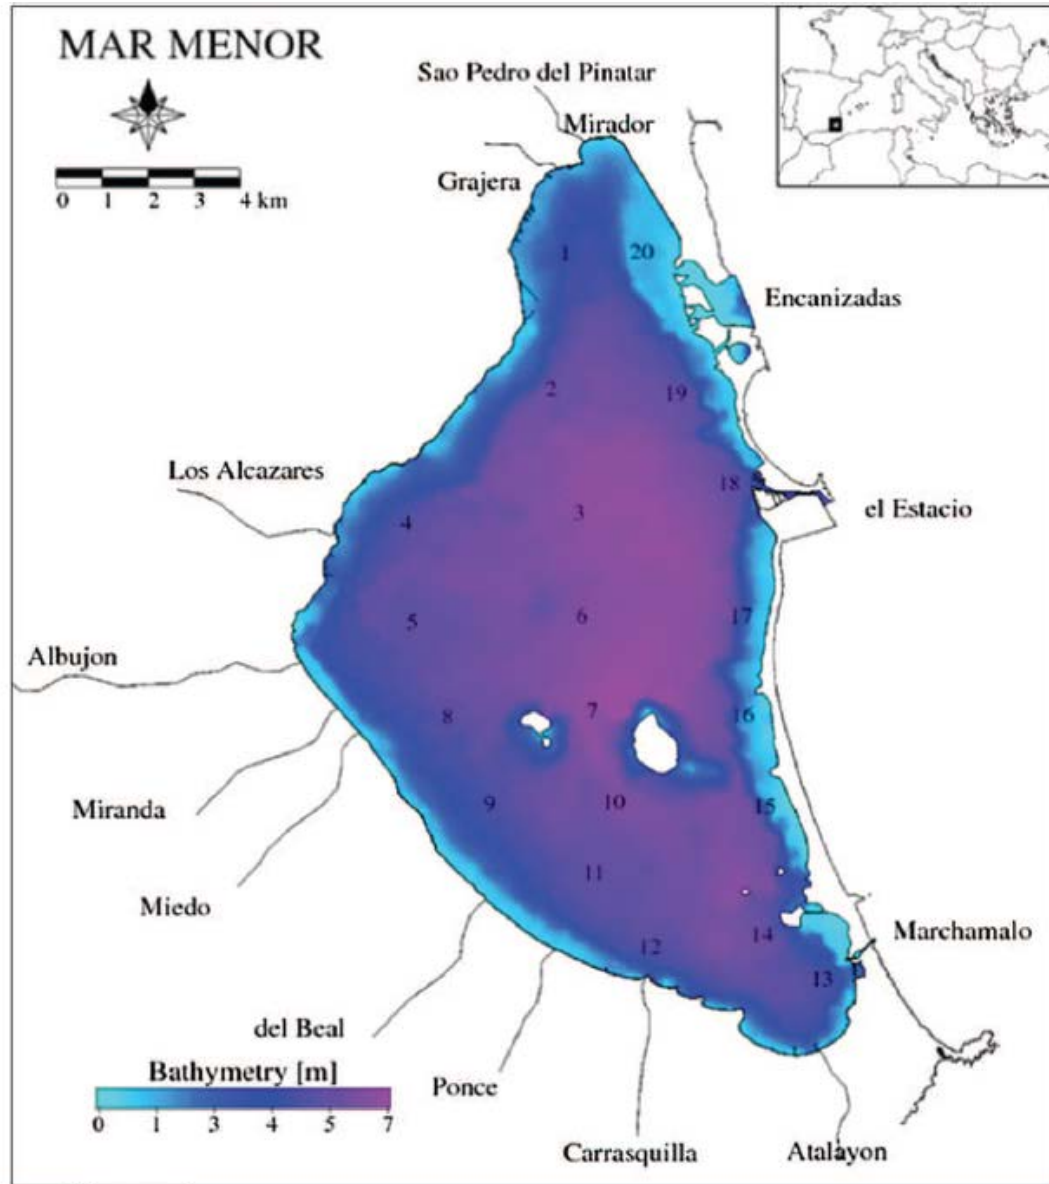 MAR MENOR
0 1 2 3 4 km
Sao Pedro del Pinatar
Mirador
Grajera
1
20
Encanizadas
2
19
Los Alcazares
18
el Estacio
4
3
5
6
17
Albujon
8
7
16
Miranda
9
10
15
Miedo
11
Marchamalo
12
14
13
del Beal
Bathymetry [m]
0 1 3 4 5 7
Ponce
Carrasquilla
Atalayon